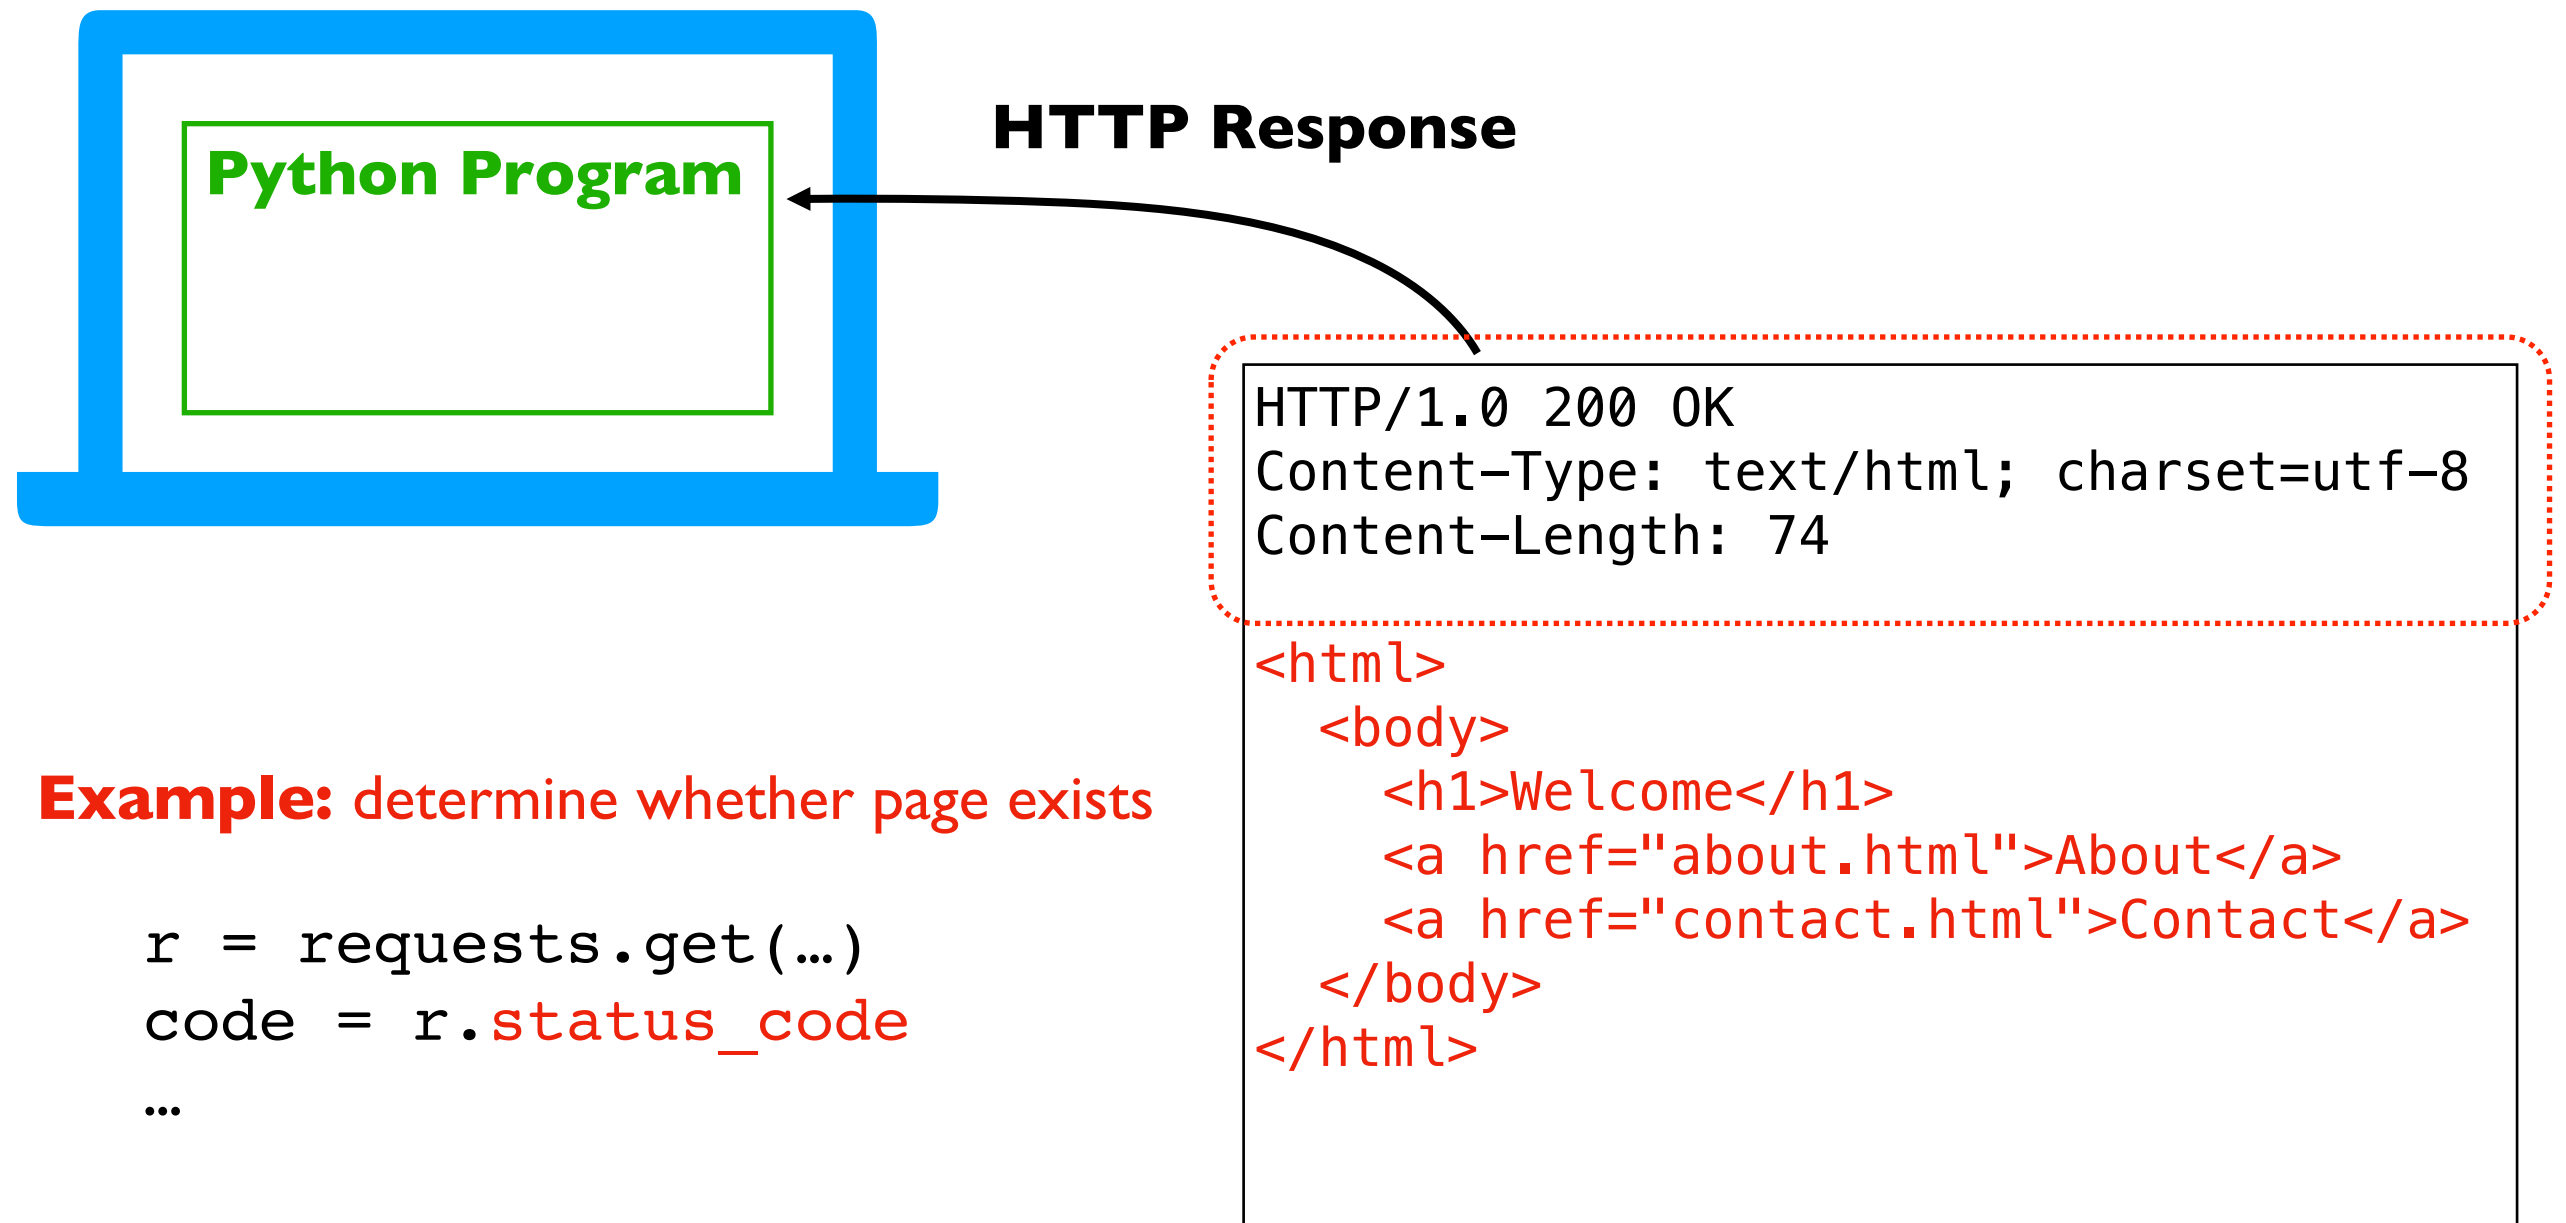 Python Program
HTTP Response
HTTP/1.0 200 OK
Content-Type: text/html; charset=utf-8
Content-Length: 74
<html>
<body>
<h1>Welcome</h1>
<a href="about.html">About</a>
<a href="contact.html">Contact</a>
</body>
</html>
Example: determine whether page exists
r = requests.get(…)
code = r.status_code
…